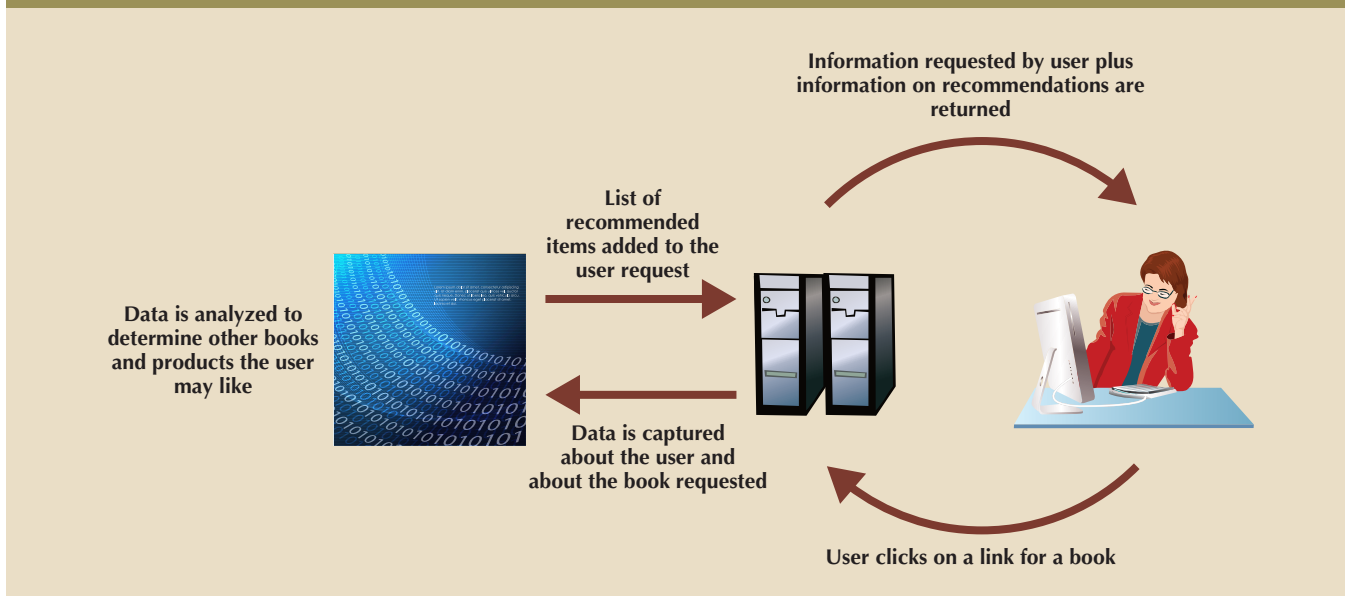 Information requested by user plus
information on recommendations are
returned
List of
recommended
items added to the
user request
Data is analyzed to
determine other books
and products the user
may like
Data is captured
about the user and
about the book requested
User clicks on a link for a book